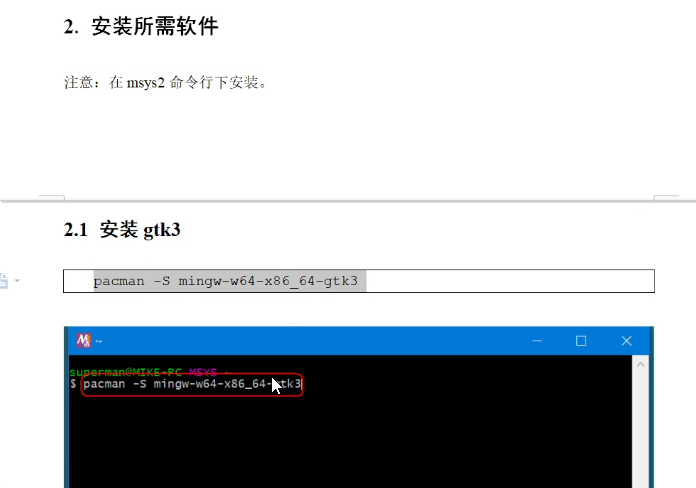 2. 安装所需软件
注意：在 msys2 命令行下安装。
2.1 安装 gtk3
pacman -S mingw-w64-x86_64-gtk3
M ~
superman@MIKE-PC MSYS ~
$ pacman -S mingw-w64-x86_64-gtk3